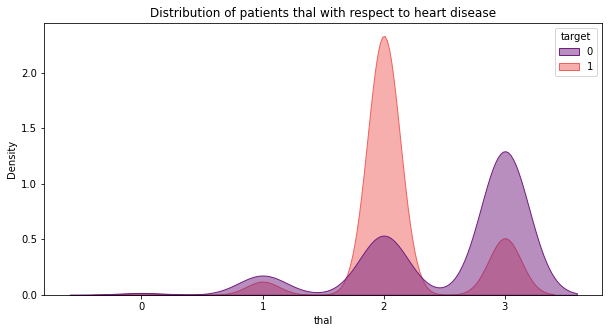 Distribution of patients thal with respect to heart disease
target
0
1
2.0
1.5
1.0
0.5
0.0
Density
0
1
2
3
thal